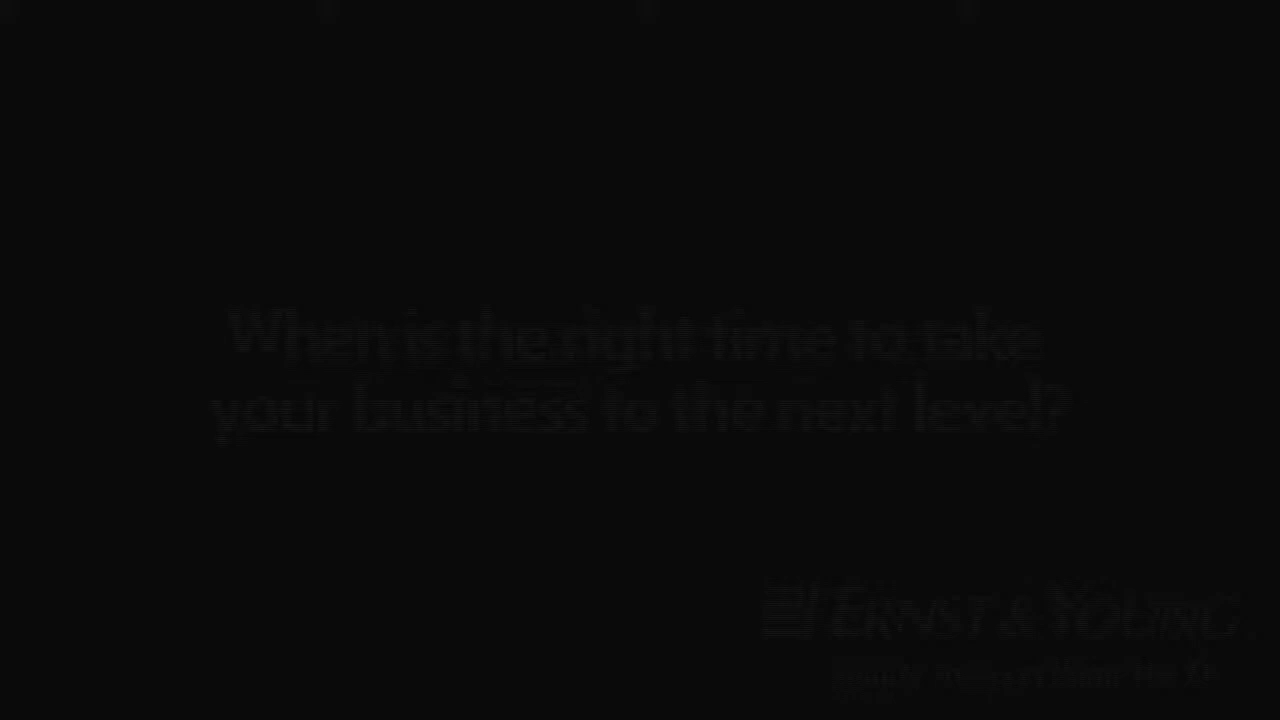 When is the right time to take
your business to the next level?
ERNST & YOUNG